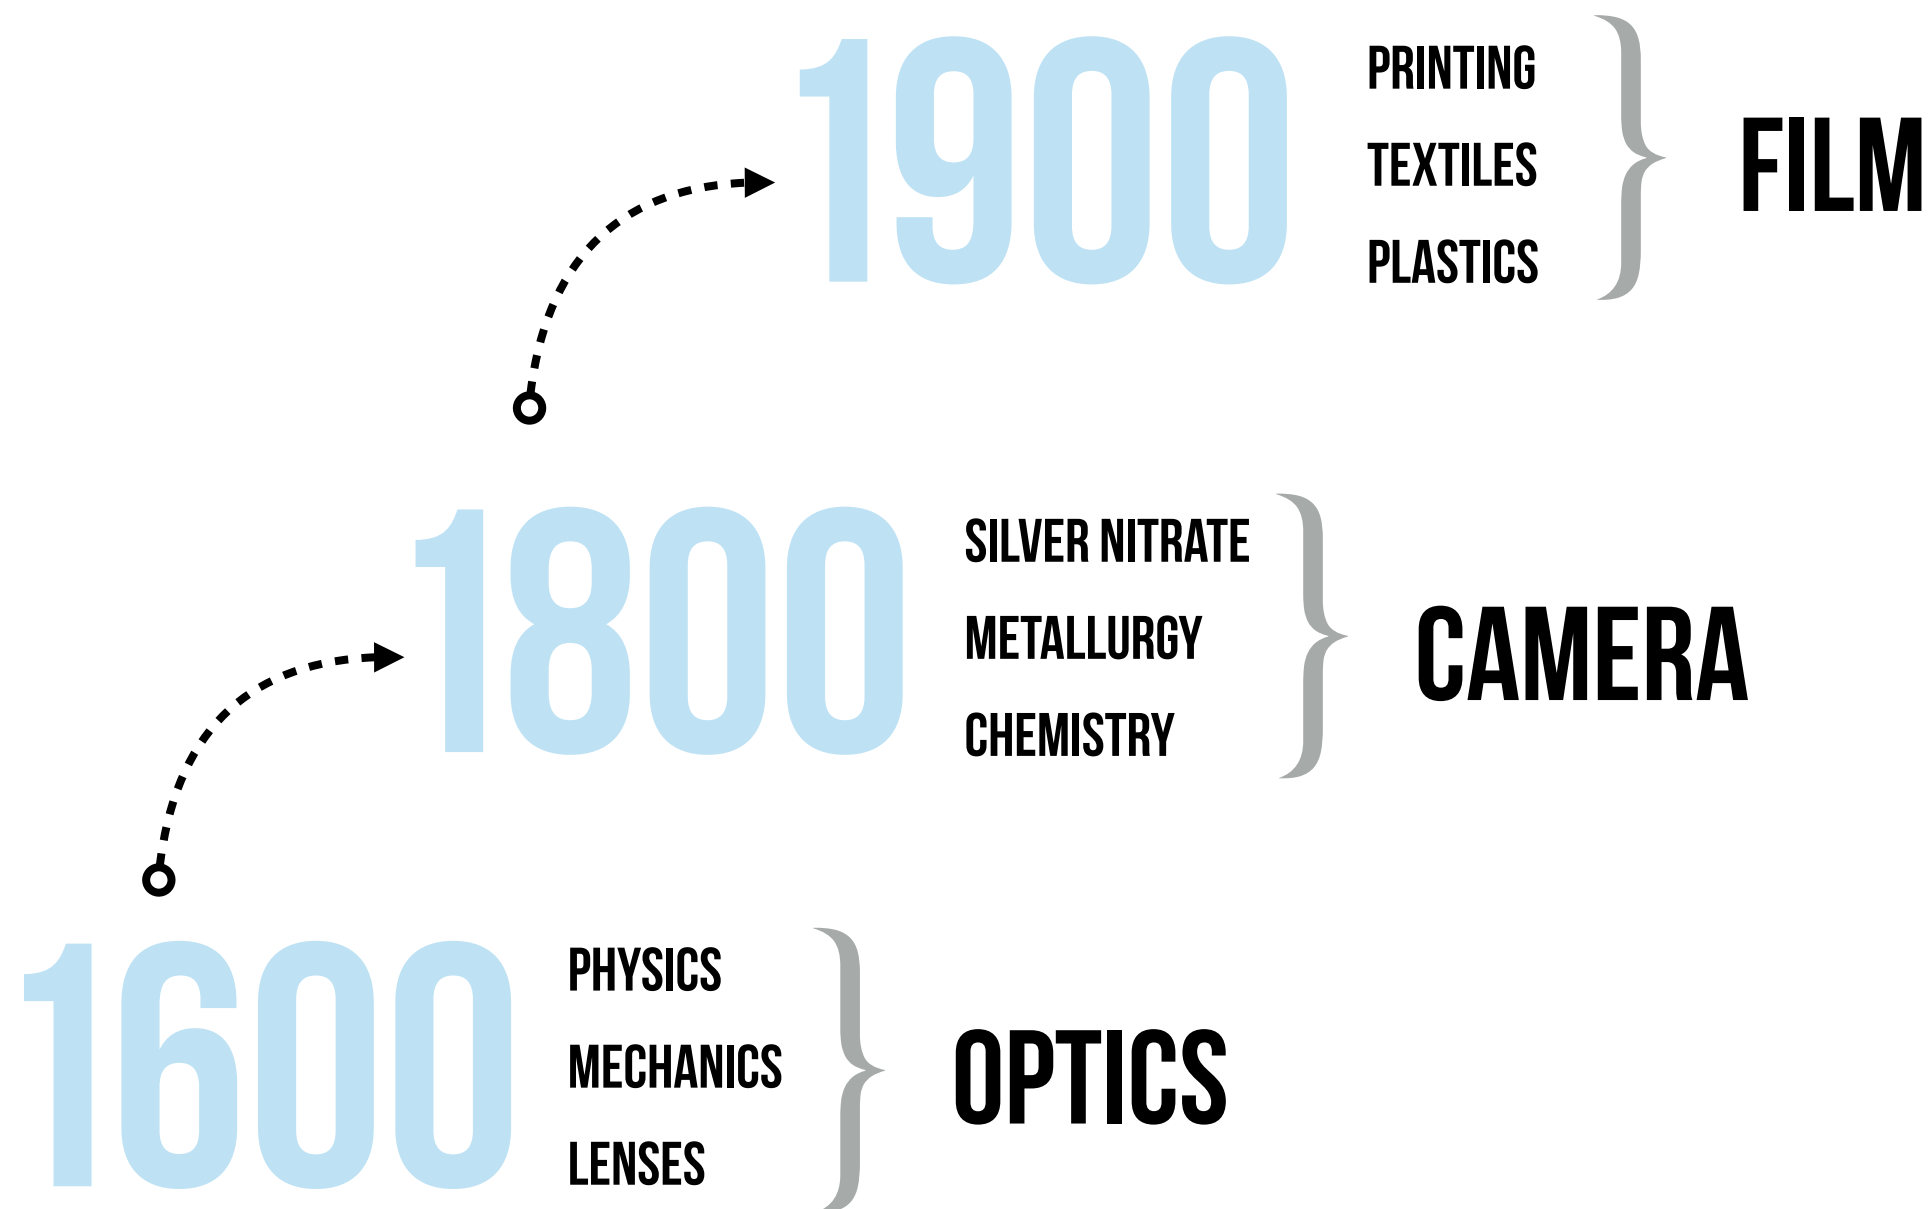 1900
PRINTING
TEXTILES
PLASTICS
FILM
1800
SILVER NITRATE
METALLURGY
CHEMISTRY
CAMERA
1600
PHYSICS
MECHANICS
LENSES
OPTICS